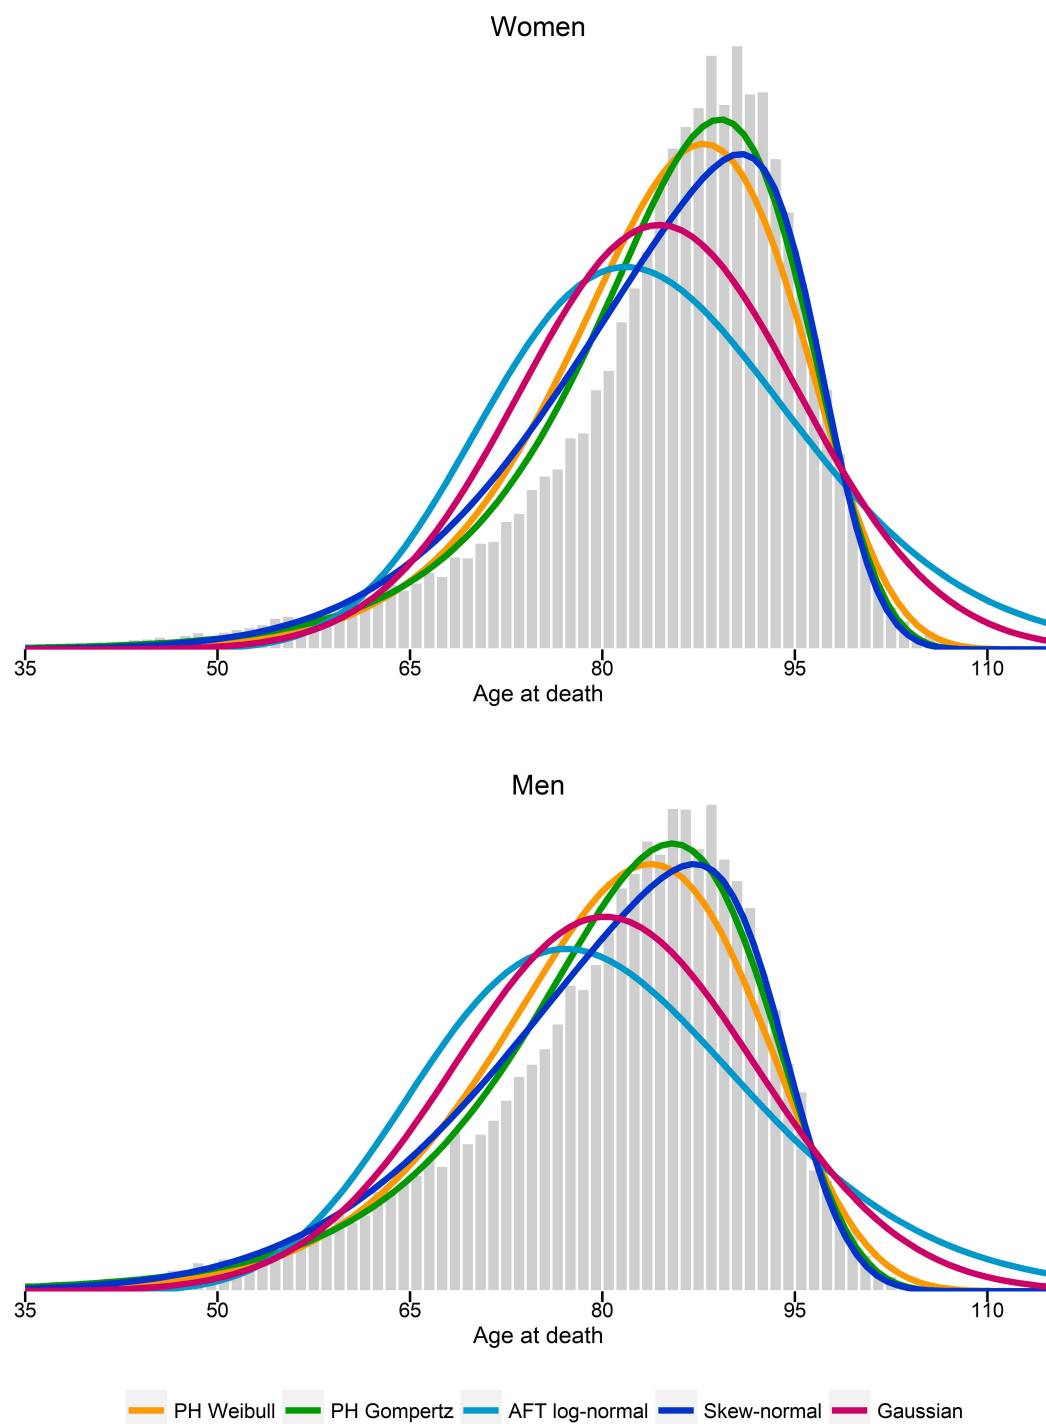 Women
35 50 65 80 95 110
Age at death
Men
35 50 65 80 95 110
Age at death
PH Weibull PH Gompertz AFT log-normal Skew-normal Gaussian